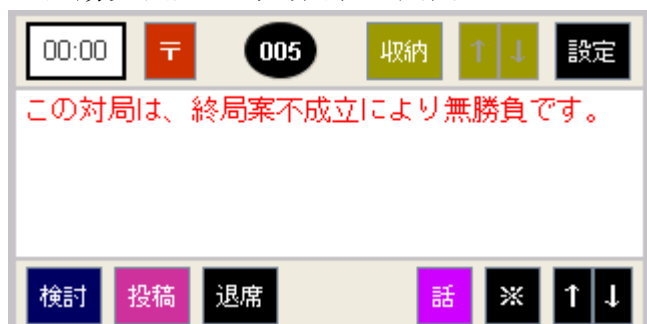 00:00 〒 005 収納 ↑ ↓ 設定
この対局は、終局案不成立により無勝負です。
検討 投稿 退席 話 ※ ↑ ↓